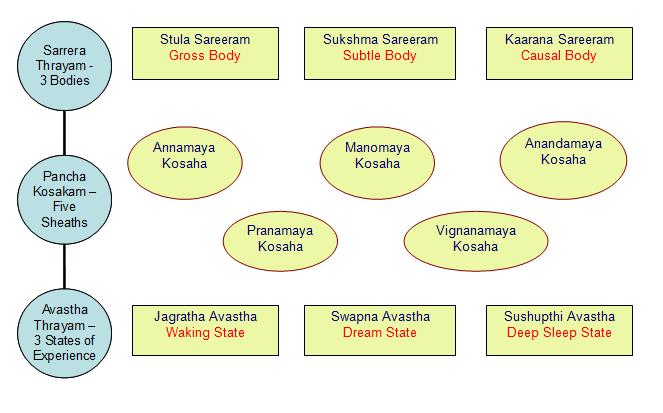 Sarrera
Thrayam -
3 Bodies
Stula Sareeram
Gross Body
Sukshma Sareeram
Subtle Body
Kaarana Sareeram
Causal Body
Pancha
Kosakam –
Five
Sheaths
Annamaya
Kosaha
Manomaya
Kosaha
Anandamaya
Kosaha
Pranamaya
Kosaha
Vignanamaya
Kosaha
Avastha
Thrayam –
3 States of
Experience
Jagratha Avastha
Waking State
Swapna Avastha
Dream State
Sushupthi Avastha
Deep Sleep State